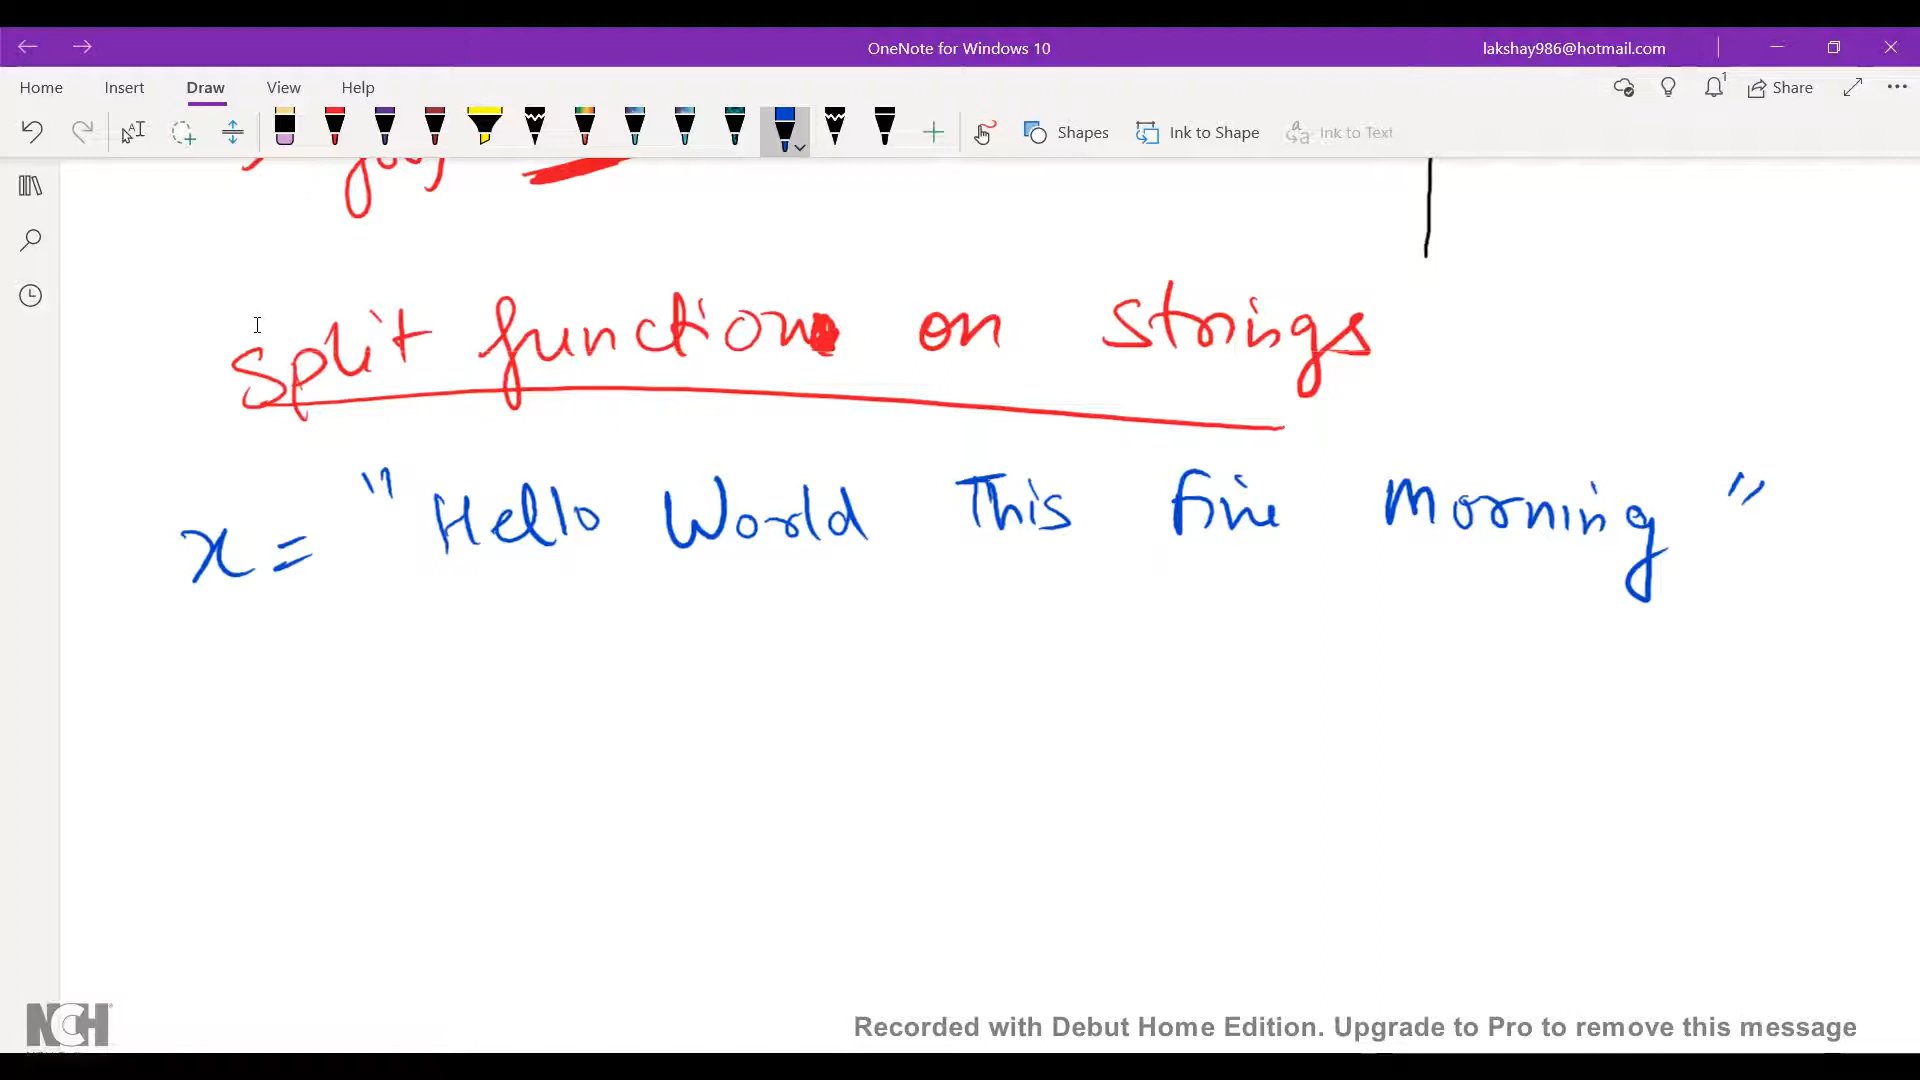 OneNote for Windows 10
lakshay986@hotmail.com
Home Insert Draw View Help
1
Share
Shapes
Ink to Shape
Ink to Text
Split function on strings
x = "Hello World This Fine Morning"
NCH
Recorded with Debut Home Edition. Upgrade to Pro to remove this message